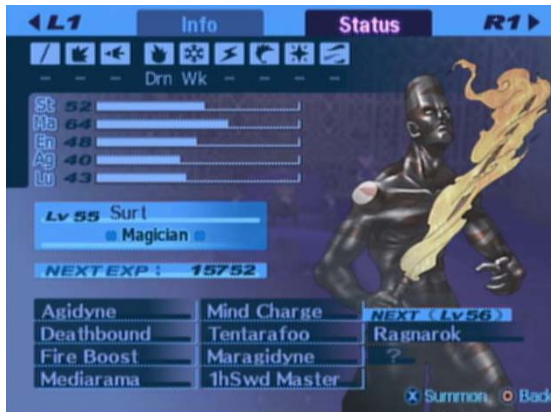 L1 Info Status R1
- - - Drn Wk - - - -
St 52
Ma 64
En 48
Ag 40
Lu 43
Lv 55 Surt
Magician
NEXT EXP : 15752
Agidyne Mind Charge NEXT (Lv56)
Deathbound Tentarafoo Ragnarok
Fire Boost Maragidyne ?
Mediarama 1hSwd Master
X Summon O Back